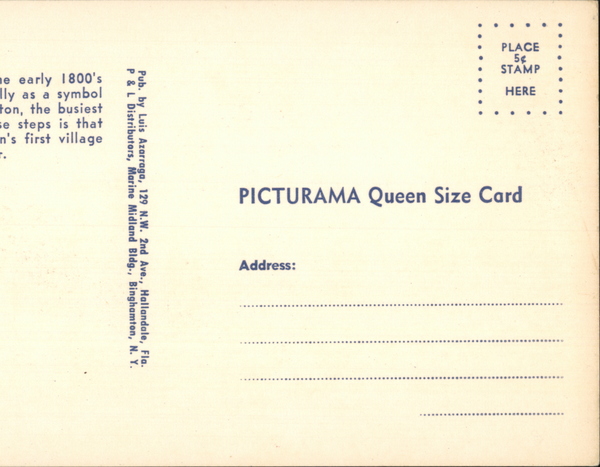 he early 1800's
lly as a symbol
ton, the busiest
se steps is that
n's first village
r.
Pub. by Luis Azarraga, 129 N.W. 2nd Ave., Hallandale, Fla.
P & L Distributors, Marine Midland Bldg., Binghamton, N. Y.
PLACE
5¢
STAMP
HERE
PICTURAMA Queen Size Card
Address: